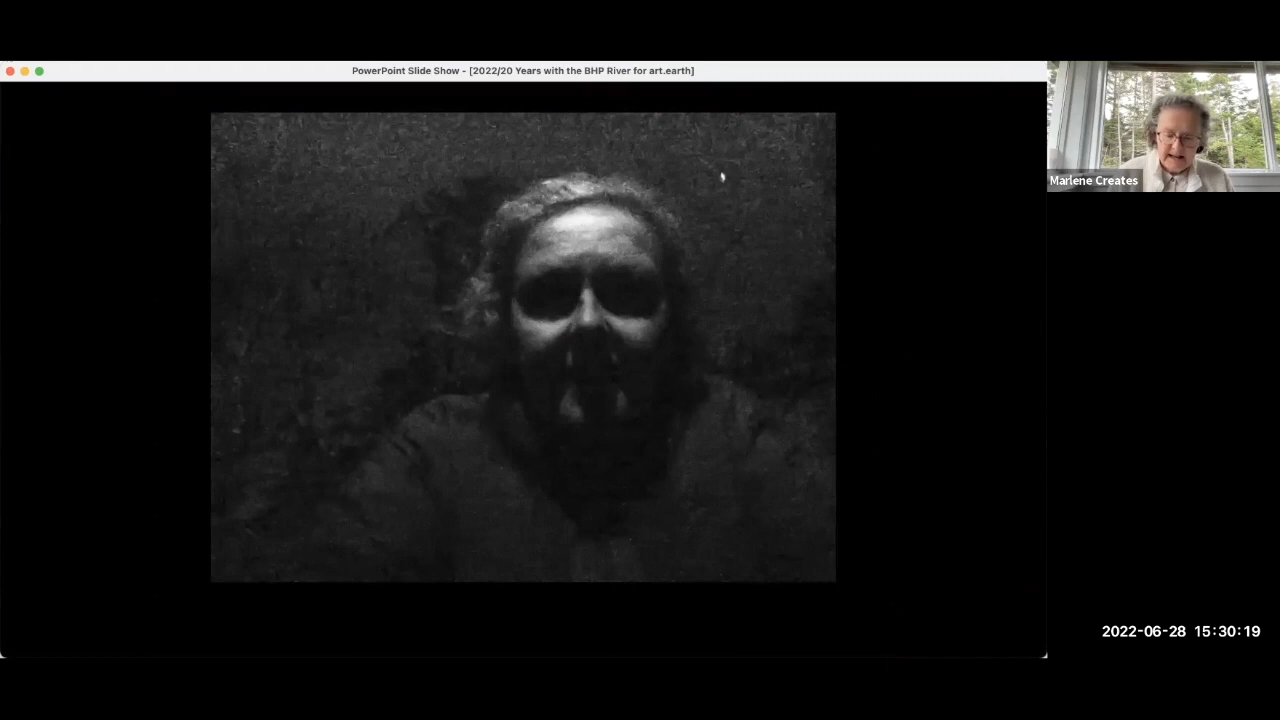 PowerPoint Slide Show - [2022/20 Years with the BHP River for art.earth]
Marlene Creates
2022-06-28 15:30:19